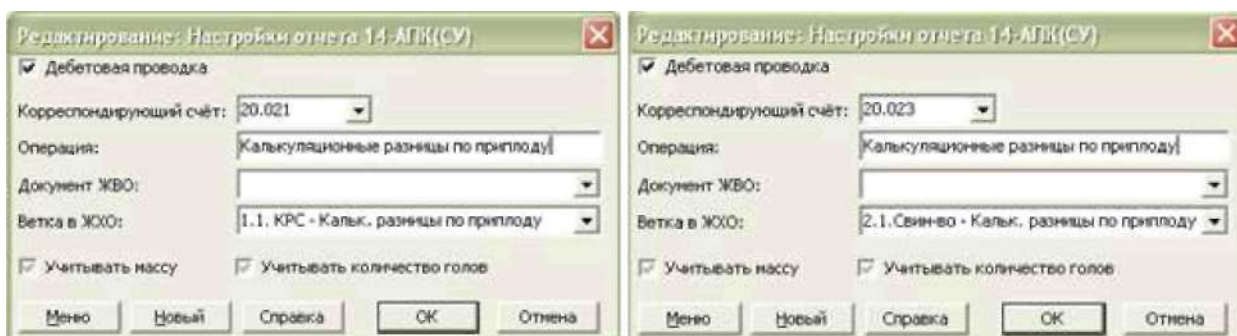 Редактирование: Настройки отчета 14-АПК(СУ)
Дебетовая проводка
Корреспондирующий счёт: 20.021
Операция: Калькуляционные разницы по приплоду
Документ ЖВО:
Ветка в ЖХО: 1.1. КРС - Кальк. разницы по приплоду
Учитывать массу Учитывать количество голов
Меню Новый Справка ОК Отмена
Редактирование: Настройки отчета 14-АПК(СУ)
Дебетовая проводка
Корреспондирующий счёт: 20.023
Операция: Калькуляционные разницы по приплоду
Документ ЖВО:
Ветка в ЖХО: 2.1.Свин-во - Кальк. разницы по приплоду
Учитывать массу Учитывать количество голов
Меню Новый Справка ОК Отмена